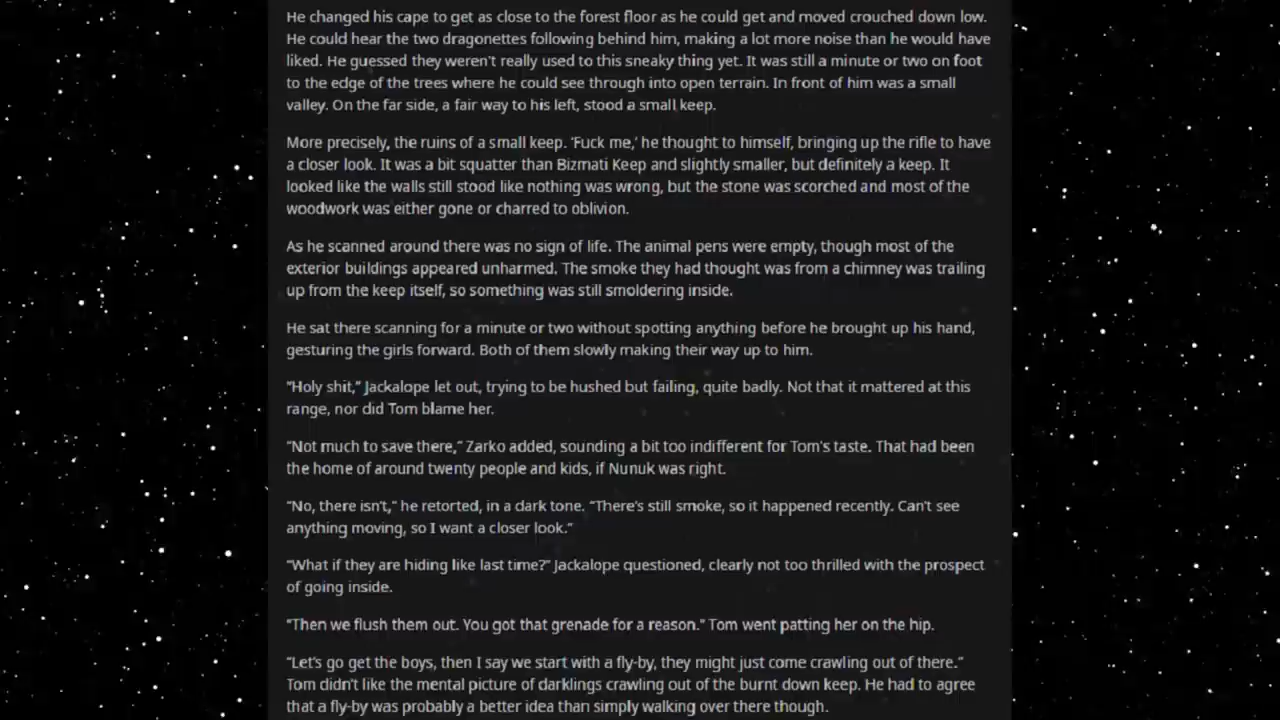 He changed his cape to get as close to the forest floor as he could get and moved crouched down low.
He could hear the two dragonettes following behind him, making a lot more noise than he would have
liked. He guessed they weren't really used to this sneaky thing yet. It was still a minute or two on foot
to the edge of the trees where he could see through into open terrain. In front of him was a small
valley. On the far side, a fair way to his left, stood a small keep.
More precisely, the ruins of a small keep. ‘Fuck me,’ he thought to himself, bringing up the rifle to have
a closer look. It was a bit squatter than Bizmati Keep and slightly smaller, but definitely a keep. It
looked like the walls still stood like nothing was wrong, but the stone was scorched and most of the
woodwork was either gone or charred to oblivion.
As he scanned around there was no sign of life. The animal pens were empty, though most of the
exterior buildings appeared unharmed. The smoke they had thought was from a chimney was trailing
up from the keep itself, so something was still smoldering inside.
He sat there scanning for a minute or two without spotting anything before he brought up his hand,
gesturing the girls forward. Both of them slowly making their way up to him.
“Holy shit,” Jackalope let out, trying to be hushed but failing, quite badly. Not that it mattered at this
range, nor did Tom blame her.
“Not much to save there,” Zarko added, sounding a bit too indifferent for Tom's taste. That had been
the home of around twenty people and kids, if Nunuk was right.
“No, there isn't,” he retorted, in a dark tone. “There's still smoke, so it happened recently. Can't see
anything moving, so I want a closer look.”
“What if they are hiding like last time?” Jackalope questioned, clearly not too thrilled with the prospect
of going inside.
“Then we flush them out. You got that grenade for a reason.” Tom went patting her on the hip.
“Let's go get the boys, then I say we start with a fly-by, they might just come crawling out of there.”
Tom didn't like the mental picture of darklings crawling out of the burnt down keep. He had to agree
that a fly-by was probably a better idea than simply walking over there though.